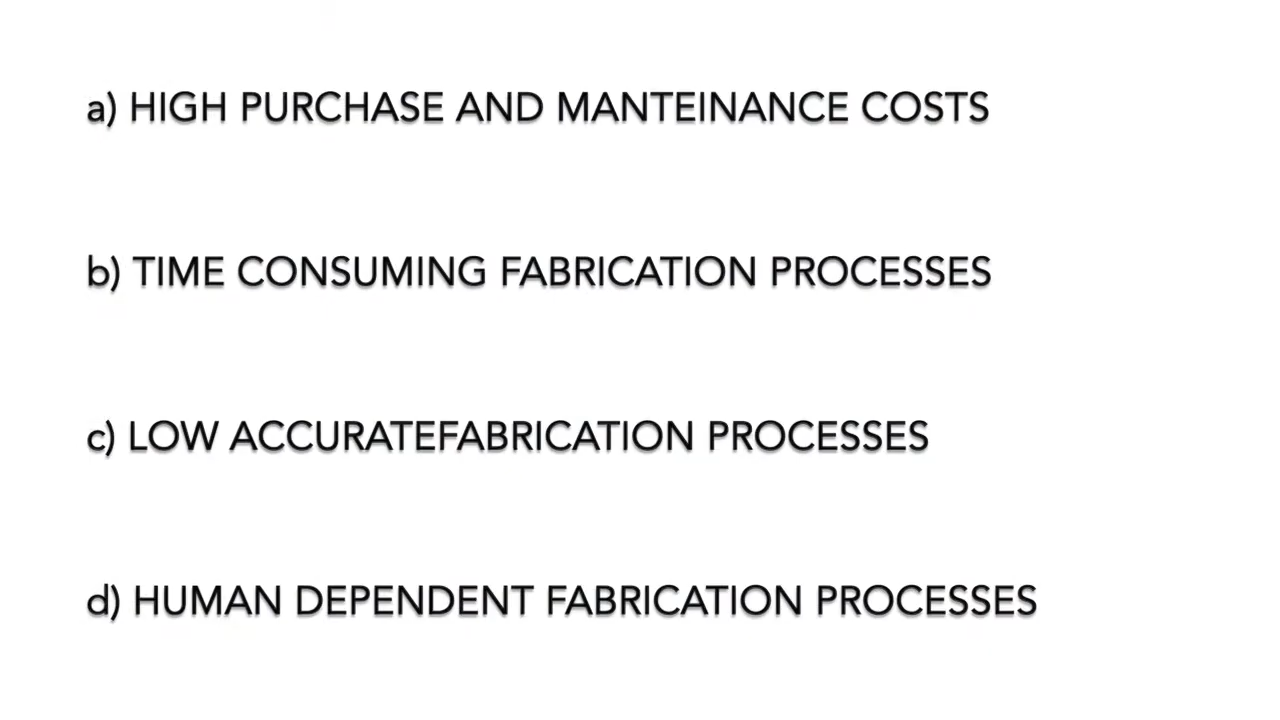 a) HIGH PURCHASE AND MANTEINANCE COSTS
b) TIME CONSUMING FABRICATION PROCESSES
c) LOW ACCURATEFABRICATION PROCESSES
d) HUMAN DEPENDENT FABRICATION PROCESSES